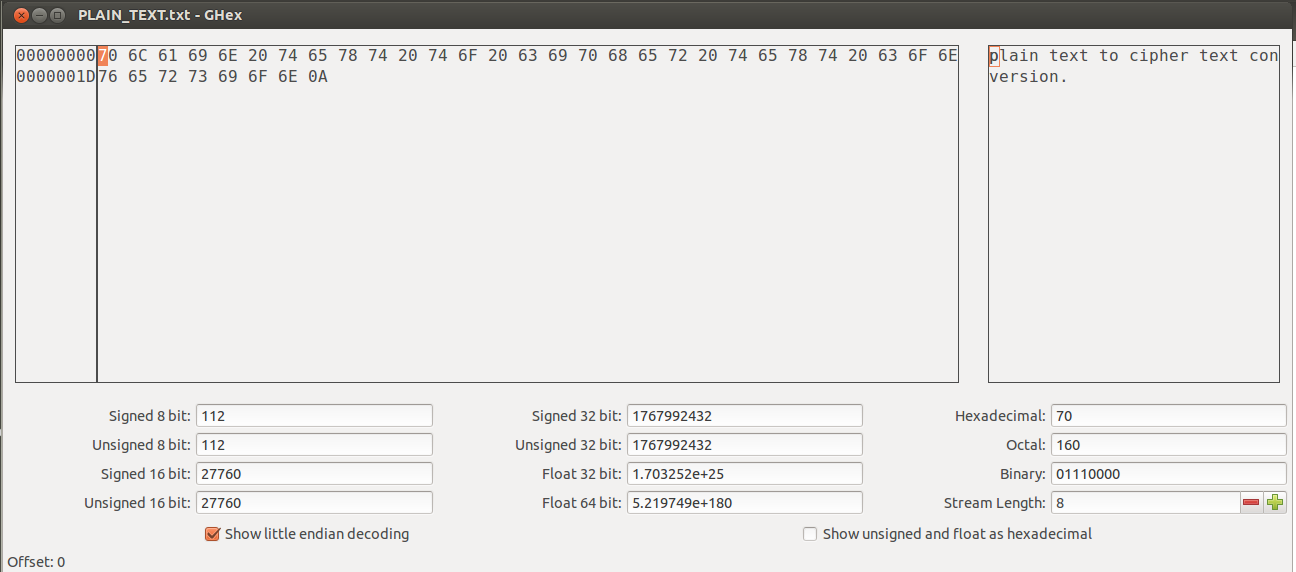 PLAIN_TEXT.txt - GHex
00000000 70 6C 61 69 6E 20 74 65 78 74 20 74 6F 20 63 69 70 68 65 72 20 74 65 78 74 20 63 6F 6E plain text to cipher text con
0000001D 76 65 72 73 69 6F 6E 0A version.
Signed 8 bit: 112 Signed 32 bit: 1767992432 Hexadecimal: 70
Unsigned 8 bit: 112 Unsigned 32 bit: 1767992432 Octal: 160
Signed 16 bit: 27760 Float 32 bit: 1.703252e+25 Binary: 01110000
Unsigned 16 bit: 27760 Float 64 bit: 5.219749e+180 Stream Length: 8
Show little endian decoding Show unsigned and float as hexadecimal
Offset: 0